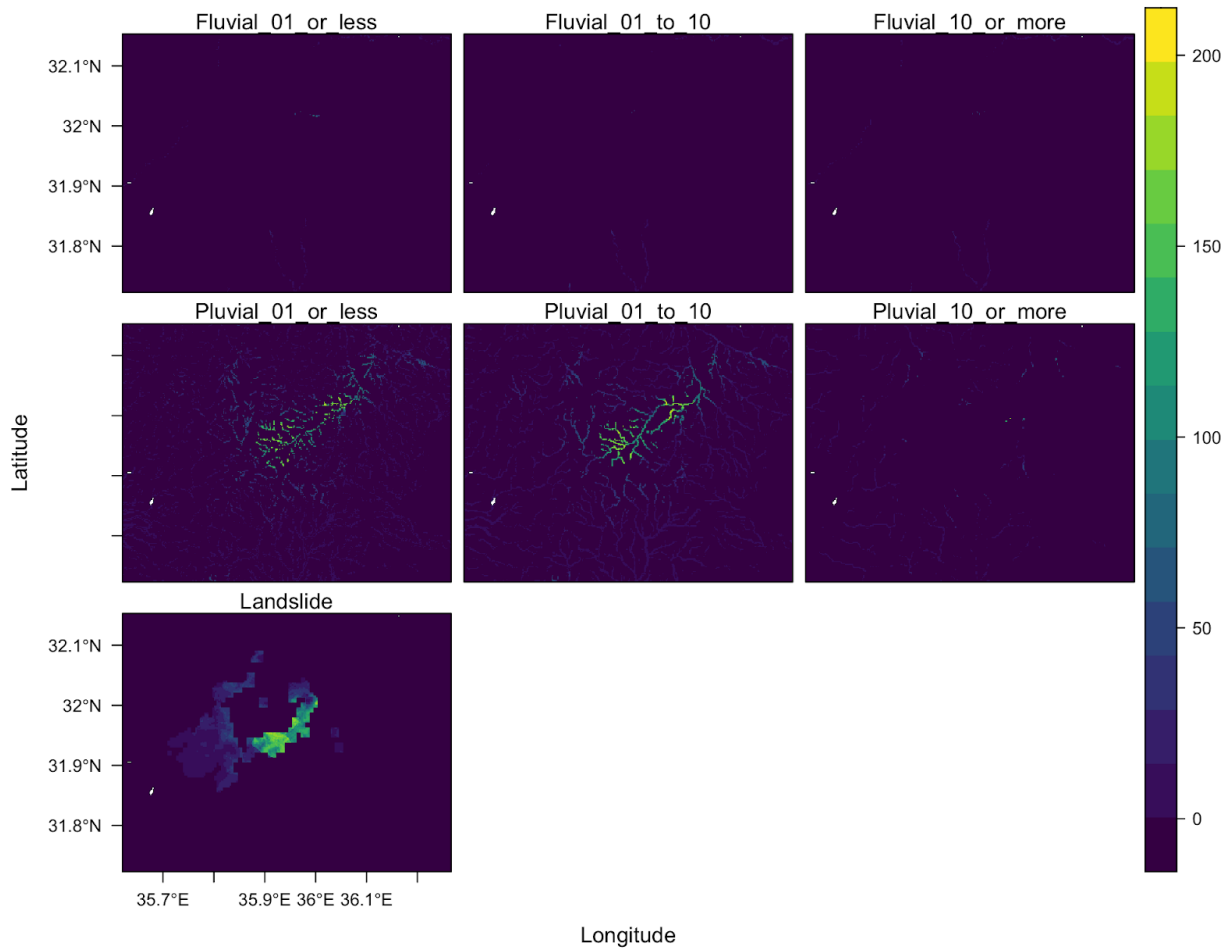 Fluvial_01_or_less
Fluvial_01_to_10
Fluvial_10_or_more
32.1°N
32°N
31.9°N
31.8°N
200
150
100
50
0
Pluvial_01_or_less
Pluvial_01_to_10
Pluvial_10_or_more
Latitude
Landslide
32.1°N
32°N
31.9°N
31.8°N
35.7°E
35.9°E
36°E
36.1°E
Longitude